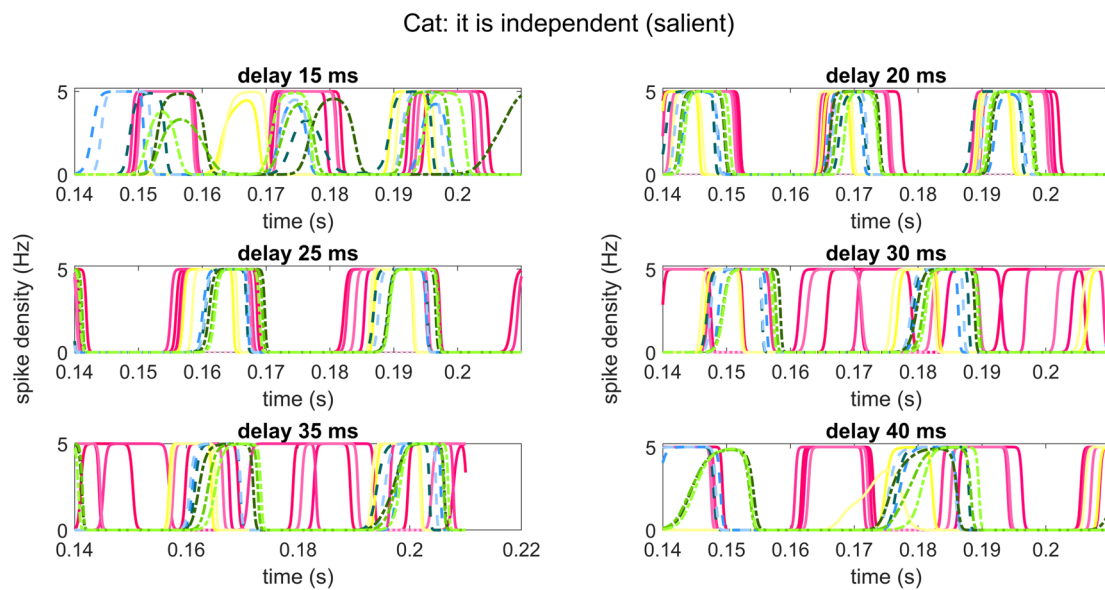 Cat: it is independent (salient)
delay 15 ms
5
0
0.14 0.15 0.16 0.17 0.18 0.19 0.2 0.21 0.22
time (s)
delay 20 ms
5
0
0.14 0.15 0.16 0.17 0.18 0.19 0.2
time (s)
spike density (Hz)
delay 25 ms
5
0
0.14 0.15 0.16 0.17 0.18 0.19 0.2
time (s)
spike density (Hz)
delay 30 ms
5
0
0.14 0.15 0.16 0.17 0.18 0.19 0.2
time (s)
delay 35 ms
5
0
0.14 0.16 0.18 0.2 0.22
time (s)
delay 40 ms
5
0
0.14 0.15 0.16 0.17 0.18 0.19 0.2
time (s)